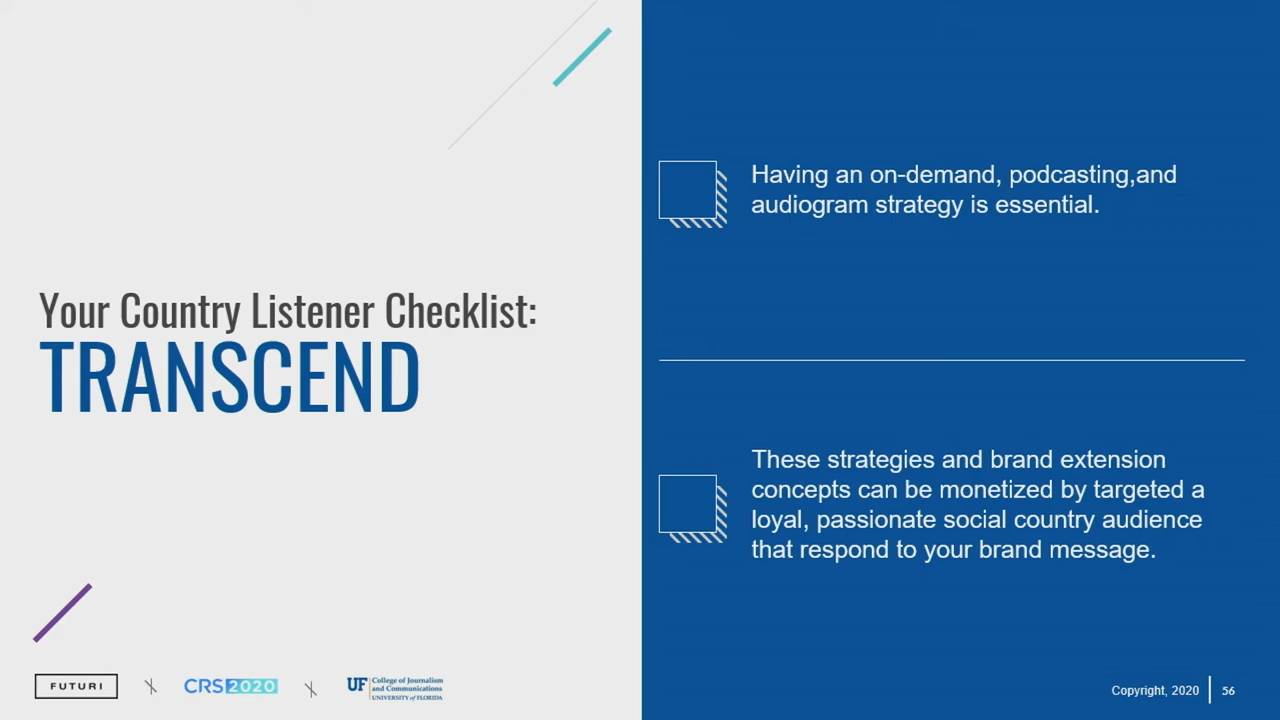 Your Country Listener Checklist:
TRANSCEND
Having an on-demand, podcasting,and
audiogram strategy is essential.
These strategies and brand extension
concepts can be monetized by targeted a
loyal, passionate social country audience
that respond to your brand message.
FUTURI
CRS2020
UF College of Journalism
and Communications
UNIVERSITY of FLORIDA
Copyright, 2020
56